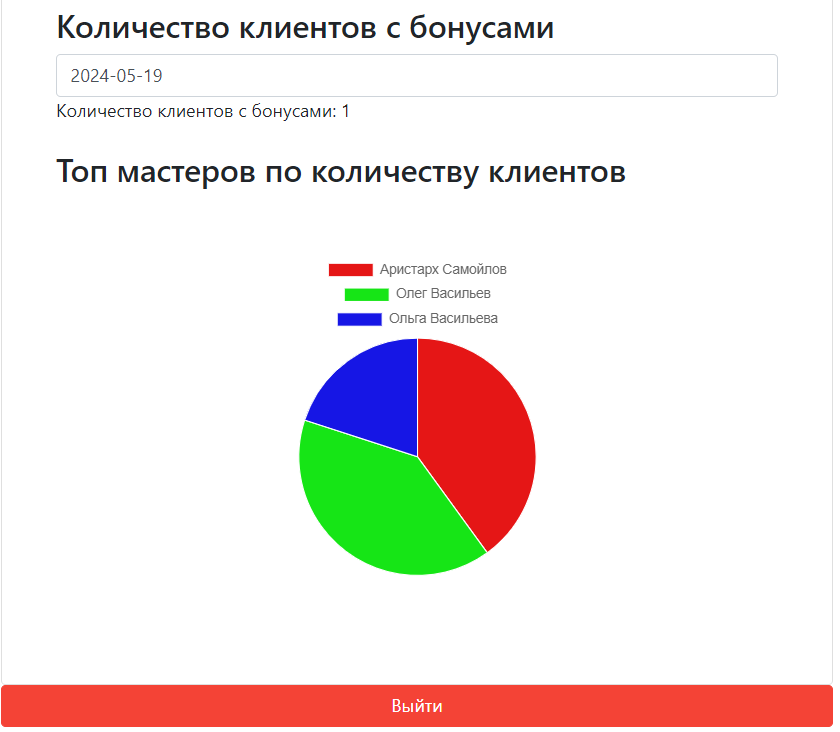 Количество клиентов с бонусами
2024-05-19
Количество клиентов с бонусами: 1
Топ мастеров по количеству клиентов
Аристарх Самойлов
Олег Васильев
Ольга Васильева
Выйти